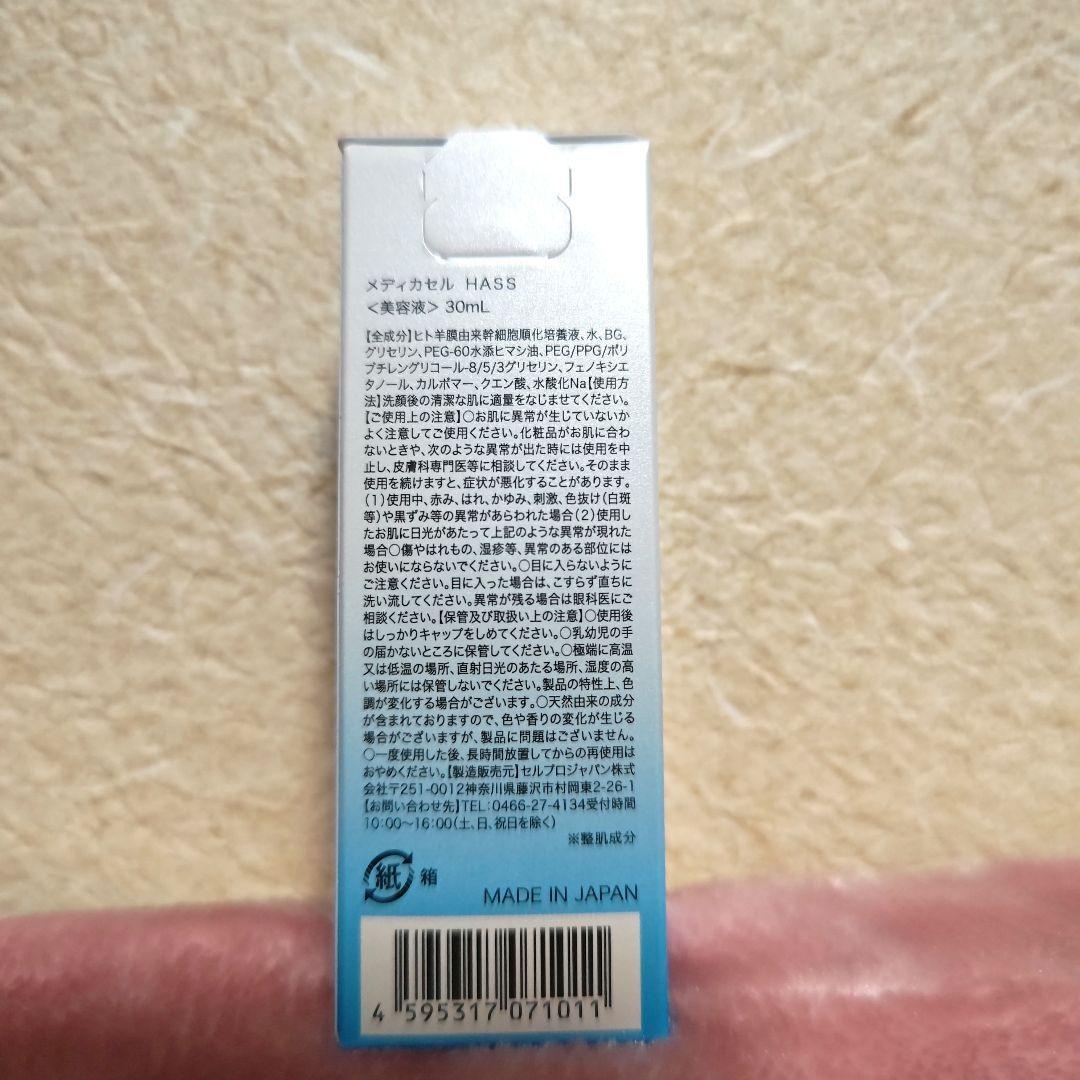 メディカセル HASS
＜美容液＞ 30mL
【全成分】ヒト羊膜由来幹細胞順化培養液、水、BG、
グリセリン、PEG-60水添ヒマシ油、PEG/PPG/ポリ
ブチレングリコール-8/5/3グリセリン、フェノキシエ
タノール、カルボマー、クエン酸、水酸化Na【使用方
法】洗顔後の清潔な肌に適量をなじませてください。
【ご使用上の注意】○お肌に異常が生じていないか
よく注意してご使用ください。化粧品がお肌に合わ
ないときや、次のような異常が出た時には使用を中
止し、皮膚科専門医等に相談してください。そのまま
使用を続けますと、症状が悪化することがあります。
（1）使用中、赤み、はれ、かゆみ、刺激、色抜け（白斑
等）や黒ずみ等の異常があらわれた場合（2）使用し
たお肌に日光があたって上記のような異常が現れた
場合○傷やはれもの、湿疹等、異常のある部位には
お使いにならないでください。○目に入らないように
ご注意ください。目に入った場合は、こすらず直ちに
洗い流してください。異常が残る場合は眼科医にご
相談ください。【保管及び取扱い上の注意】○使用後
はしっかりキャップをしめてください。○乳幼児の手
の届かないところに保管してください。○極端に高温
又は低温の場所、直射日光のあたる場所、湿度の高
い場所には保管しないでください。製品の特性上、色
調が変化する場合がございます。○天然由来の成分
が含まれておりますので、色や香りの変化が生じる
場合がございますが、製品に問題はございません。
○一度使用した後、長時間放置してからの再使用は
おやめください。【製造販売元】セルプロジャパン株式
会社〒251-0012神奈川県藤沢市村岡東2-26-1
【お問い合わせ先】TEL：0466-27-4134受付時間
10：00〜16：00（土、日、祝日を除く）
※整肌成分
紙 箱
MADE IN JAPAN
4 595317 071011